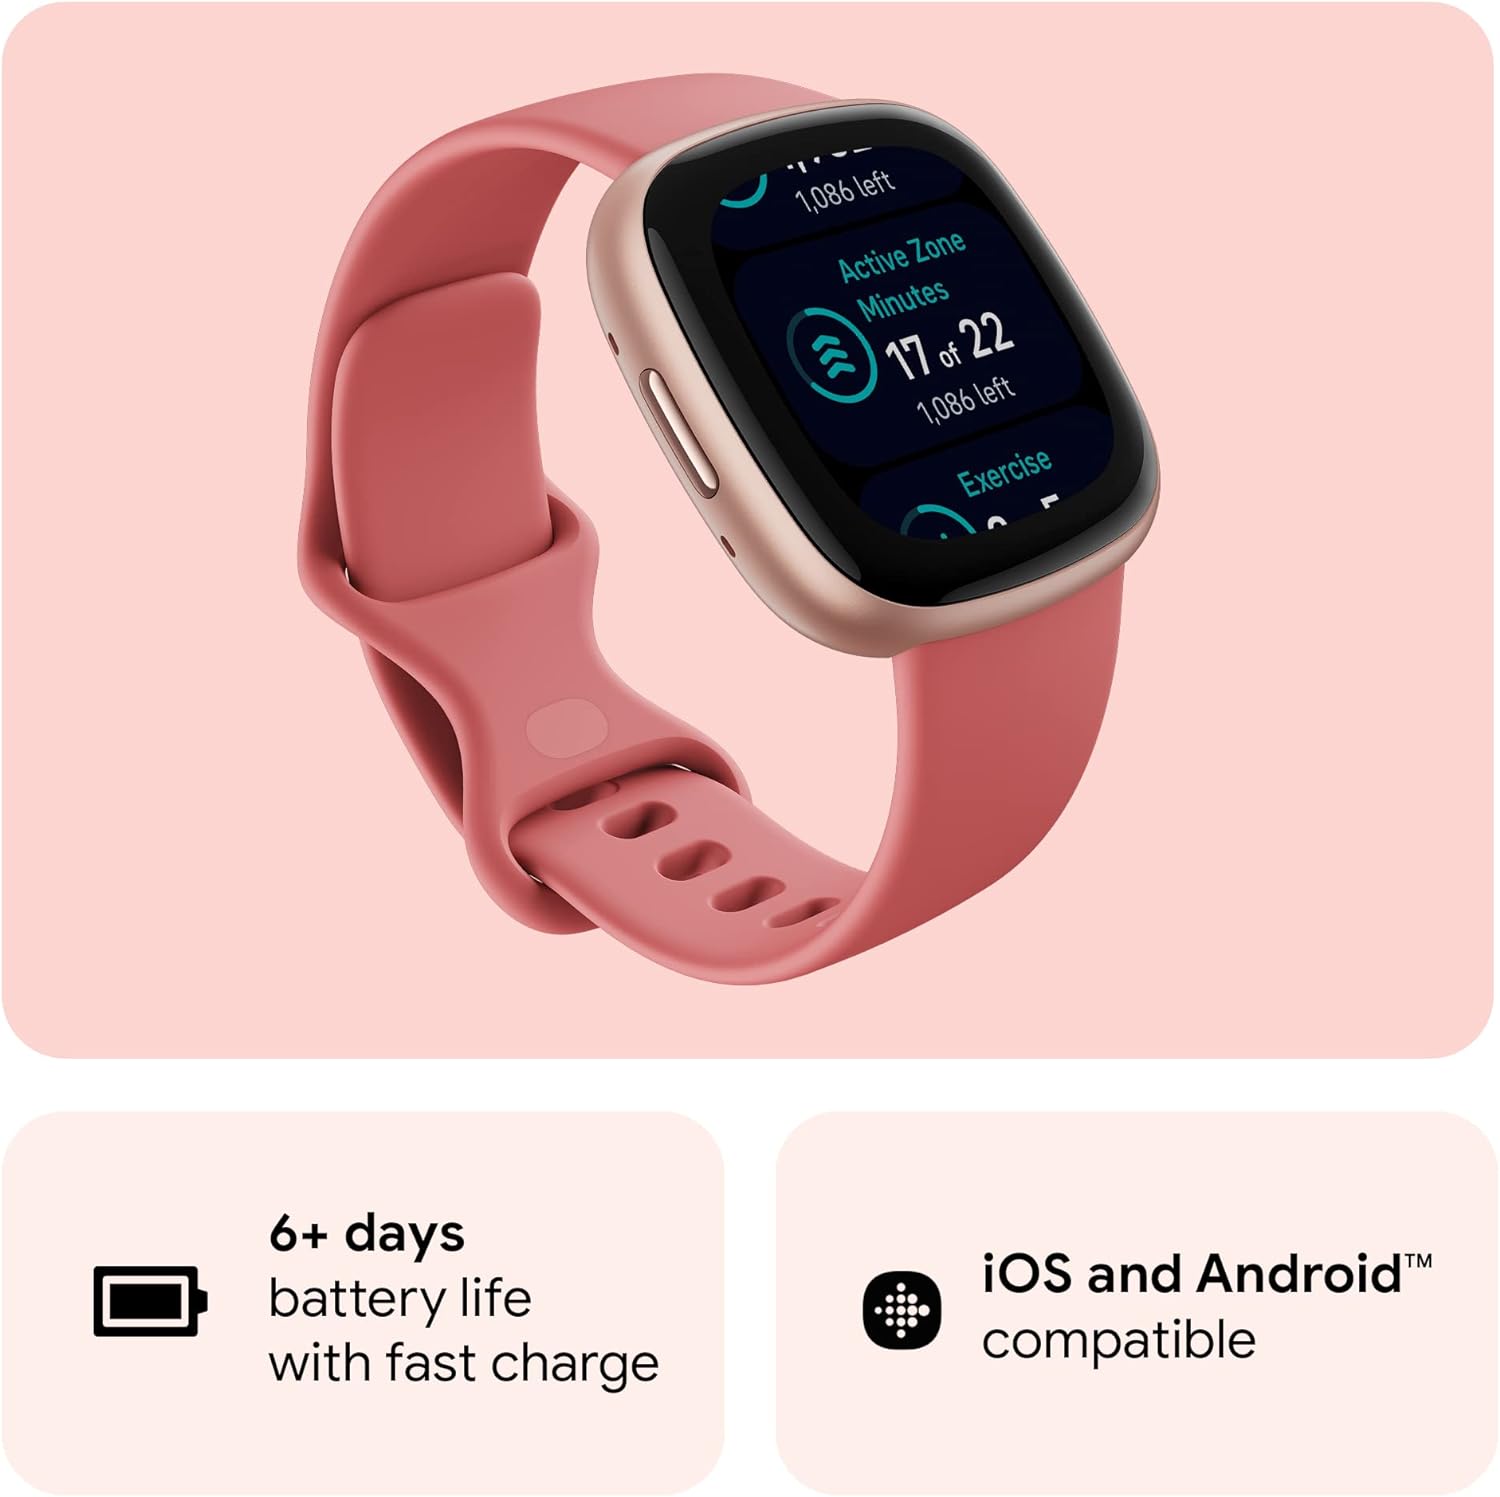 1,086 left
Active Zone
Minutes
17 of 22
1,086 left
Exercise
6+ days
battery life
with fast charge
iOS and Android™
compatible